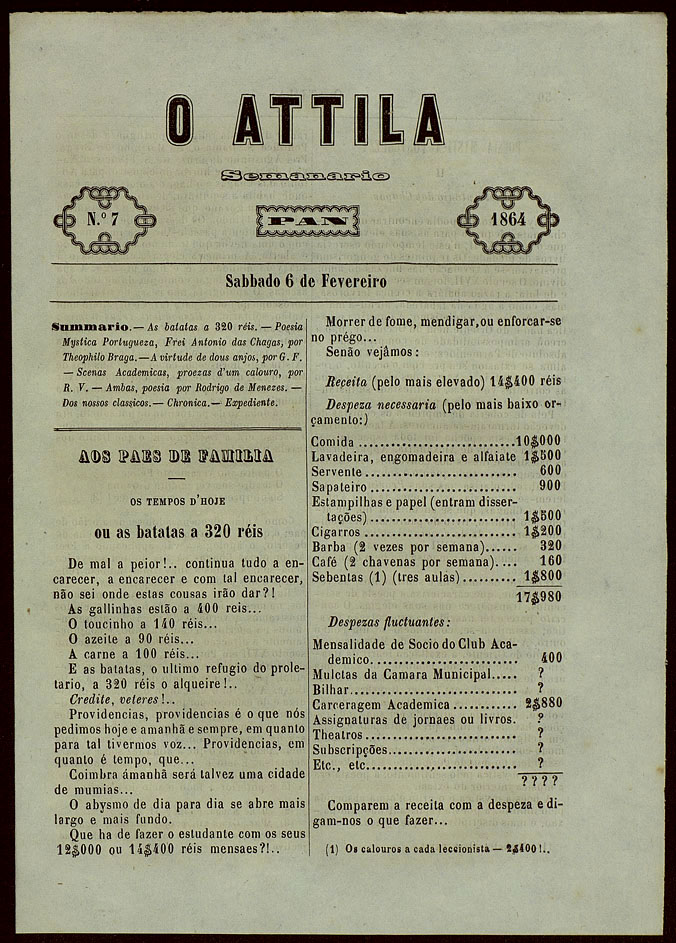 O ATTILA
Semanario
N.º 7
PAN
1864
Sabbado 6 de Fevereiro
Summario.— As batatas a 320 réis. — Poesia
Mystica Portugueza, Frei Antonio das Chagas, por
Theophilo Braga.—A virtude de dous anjos, por G. F.
— Scenas Academicas, proezas d'um calouro, por
R. V. — Ambas, poesia por Rodrigo de Menezes. —
Dos nossos classicos.— Chronica.— Expediente.
AOS PAES DE FAMILIA
OS TEMPOS D'HOJE
ou as batatas a 320 réis
De mal a peior!.. continua tudo a en-
carecer, a encarecer e com tal encarecer,
não sei onde estas cousas irão dar?!
As gallinhas estão a 400 reis...
O toucinho a 140 réis...
O azeite a 90 réis...
A carne a 100 réis...
E as batatas, o ultimo refugio do prole-
tario, a 320 réis o alqueire!..
Credite, veteres!..
Providencias, providencias é o que nós
pedimos hoje e amanhã e sempre, em quanto
para tal tivermos voz... Providencias, em
quanto é tempo, que...
Coimbra ámanhã será talvez uma cidade
de mumias...
O abysmo de dia para dia se abre mais
largo e mais fundo.
Que ha de fazer o estudante com os seus
12$000 ou 14$400 réis mensaes?!..
Morrer de fome, mendigar, ou enforcar-se
no prégo...
Senão vejâmos:
Receita (pelo mais elevado) 14$400 réis
Despeza necessaria (pelo mais baixo or-
çamento:)
Comida ............................10$000
Lavadeira, engomadeira e alfaiate 1$500
Servente .......................... 600
Sapateiro .......................... 900
Estampilhas e papel (entram disser-
tações) .......................... 1$500
Cigarros .......................... 1$200
Barba (2 vezes por semana)...... 320
Café (2 chavenas por semana).... 160
Sebentas (1) (tres aulas).......... 1$800
17$980
Despezas fluctuantes:
Mensalidade de Socio do Club Aca-
demico.......................... 400
Mulctas da Camara Municipal..... ?
Bilhar.............................. ?
Carceragem Academica ........... 2$880
Assignaturas de jornaes ou livros. ?
Theatros .......................... ?
Subscripções...................... ?
Etc., etc.......................... ?
????
Comparem a receita com a despeza e di-
gam-nos o que fazer...
(1) Os calouros a cada leccionista — 2$400!..